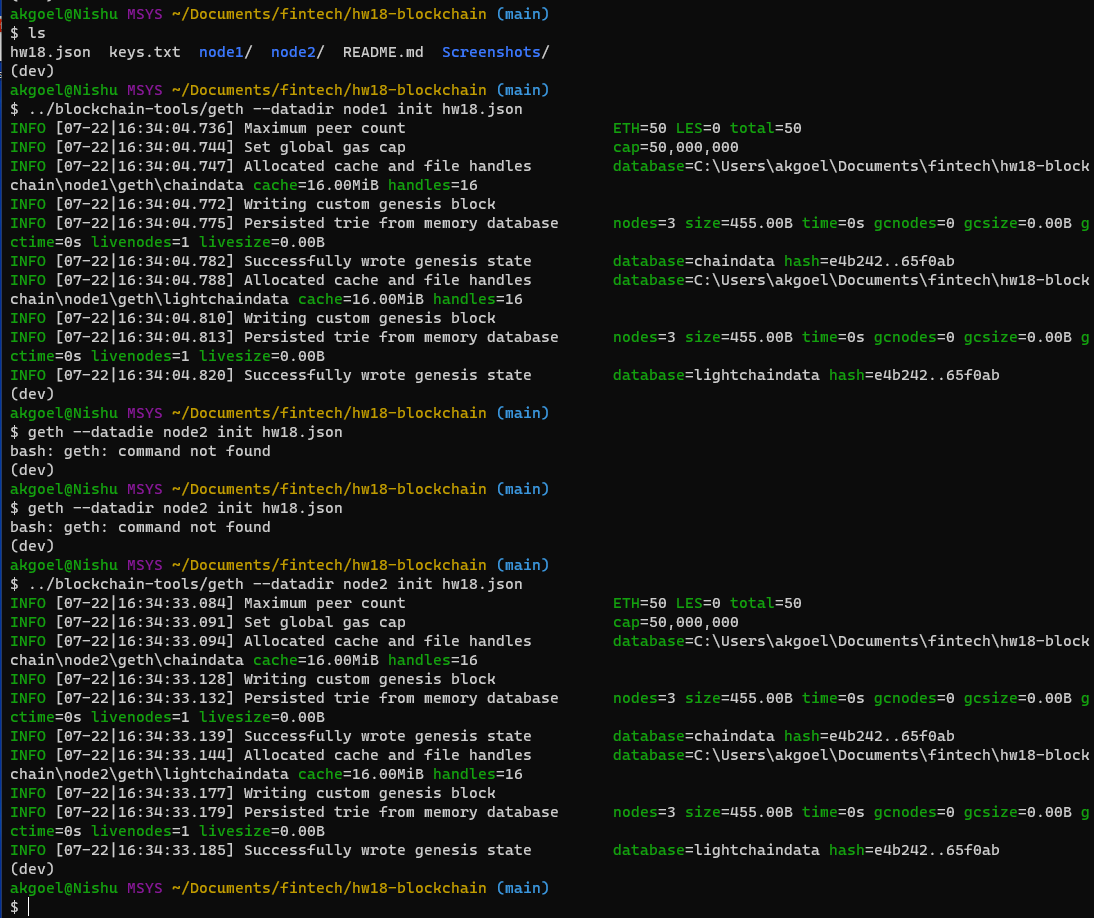 akgoel@Nishu MSYS ~/Documents/fintech/hw18-blockchain (main)
$ ls
hw18.json  keys.txt  node1/  node2/  README.md  Screenshots/
(dev)
akgoel@Nishu MSYS ~/Documents/fintech/hw18-blockchain (main)
$ ../blockchain-tools/geth --datadir node1 init hw18.json
INFO [07-22|16:34:04.736] Maximum peer count                       ETH=50 LES=0 total=50
INFO [07-22|16:34:04.744] Set global gas cap                       cap=50,000,000
INFO [07-22|16:34:04.747] Allocated cache and file handles         database=C:\Users\akgoel\Documents\fintech\hw18-block
chain\node1\geth\chaindata cache=16.00MiB handles=16
INFO [07-22|16:34:04.772] Writing custom genesis block
INFO [07-22|16:34:04.775] Persisted trie from memory database      nodes=3 size=455.00B time=0s gcnodes=0 gcsize=0.00B g
ctime=0s livenodes=1 livesize=0.00B
INFO [07-22|16:34:04.782] Successfully wrote genesis state         database=chaindata hash=e4b242..65f0ab
INFO [07-22|16:34:04.788] Allocated cache and file handles         database=C:\Users\akgoel\Documents\fintech\hw18-block
chain\node1\geth\lightchaindata cache=16.00MiB handles=16
INFO [07-22|16:34:04.810] Writing custom genesis block
INFO [07-22|16:34:04.813] Persisted trie from memory database      nodes=3 size=455.00B time=0s gcnodes=0 gcsize=0.00B g
ctime=0s livenodes=1 livesize=0.00B
INFO [07-22|16:34:04.820] Successfully wrote genesis state         database=lightchaindata hash=e4b242..65f0ab
(dev)
akgoel@Nishu MSYS ~/Documents/fintech/hw18-blockchain (main)
$ geth --datadie node2 init hw18.json
bash: geth: command not found
(dev)
akgoel@Nishu MSYS ~/Documents/fintech/hw18-blockchain (main)
$ geth --datadir node2 init hw18.json
bash: geth: command not found
(dev)
akgoel@Nishu MSYS ~/Documents/fintech/hw18-blockchain (main)
$ ../blockchain-tools/geth --datadir node2 init hw18.json
INFO [07-22|16:34:33.084] Maximum peer count                       ETH=50 LES=0 total=50
INFO [07-22|16:34:33.091] Set global gas cap                       cap=50,000,000
INFO [07-22|16:34:33.094] Allocated cache and file handles         database=C:\Users\akgoel\Documents\fintech\hw18-block
chain\node2\geth\chaindata cache=16.00MiB handles=16
INFO [07-22|16:34:33.128] Writing custom genesis block
INFO [07-22|16:34:33.132] Persisted trie from memory database      nodes=3 size=455.00B time=0s gcnodes=0 gcsize=0.00B g
ctime=0s livenodes=1 livesize=0.00B
INFO [07-22|16:34:33.139] Successfully wrote genesis state         database=chaindata hash=e4b242..65f0ab
INFO [07-22|16:34:33.144] Allocated cache and file handles         database=C:\Users\akgoel\Documents\fintech\hw18-block
chain\node2\geth\lightchaindata cache=16.00MiB handles=16
INFO [07-22|16:34:33.177] Writing custom genesis block
INFO [07-22|16:34:33.179] Persisted trie from memory database      nodes=3 size=455.00B time=0s gcnodes=0 gcsize=0.00B g
ctime=0s livenodes=1 livesize=0.00B
INFO [07-22|16:34:33.185] Successfully wrote genesis state         database=lightchaindata hash=e4b242..65f0ab
(dev)
akgoel@Nishu MSYS ~/Documents/fintech/hw18-blockchain (main)
$